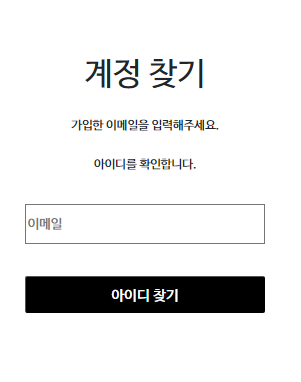 계정 찾기
가입한 이메일을 입력해주세요.
아이디를 확인합니다.
이메일
아이디 찾기